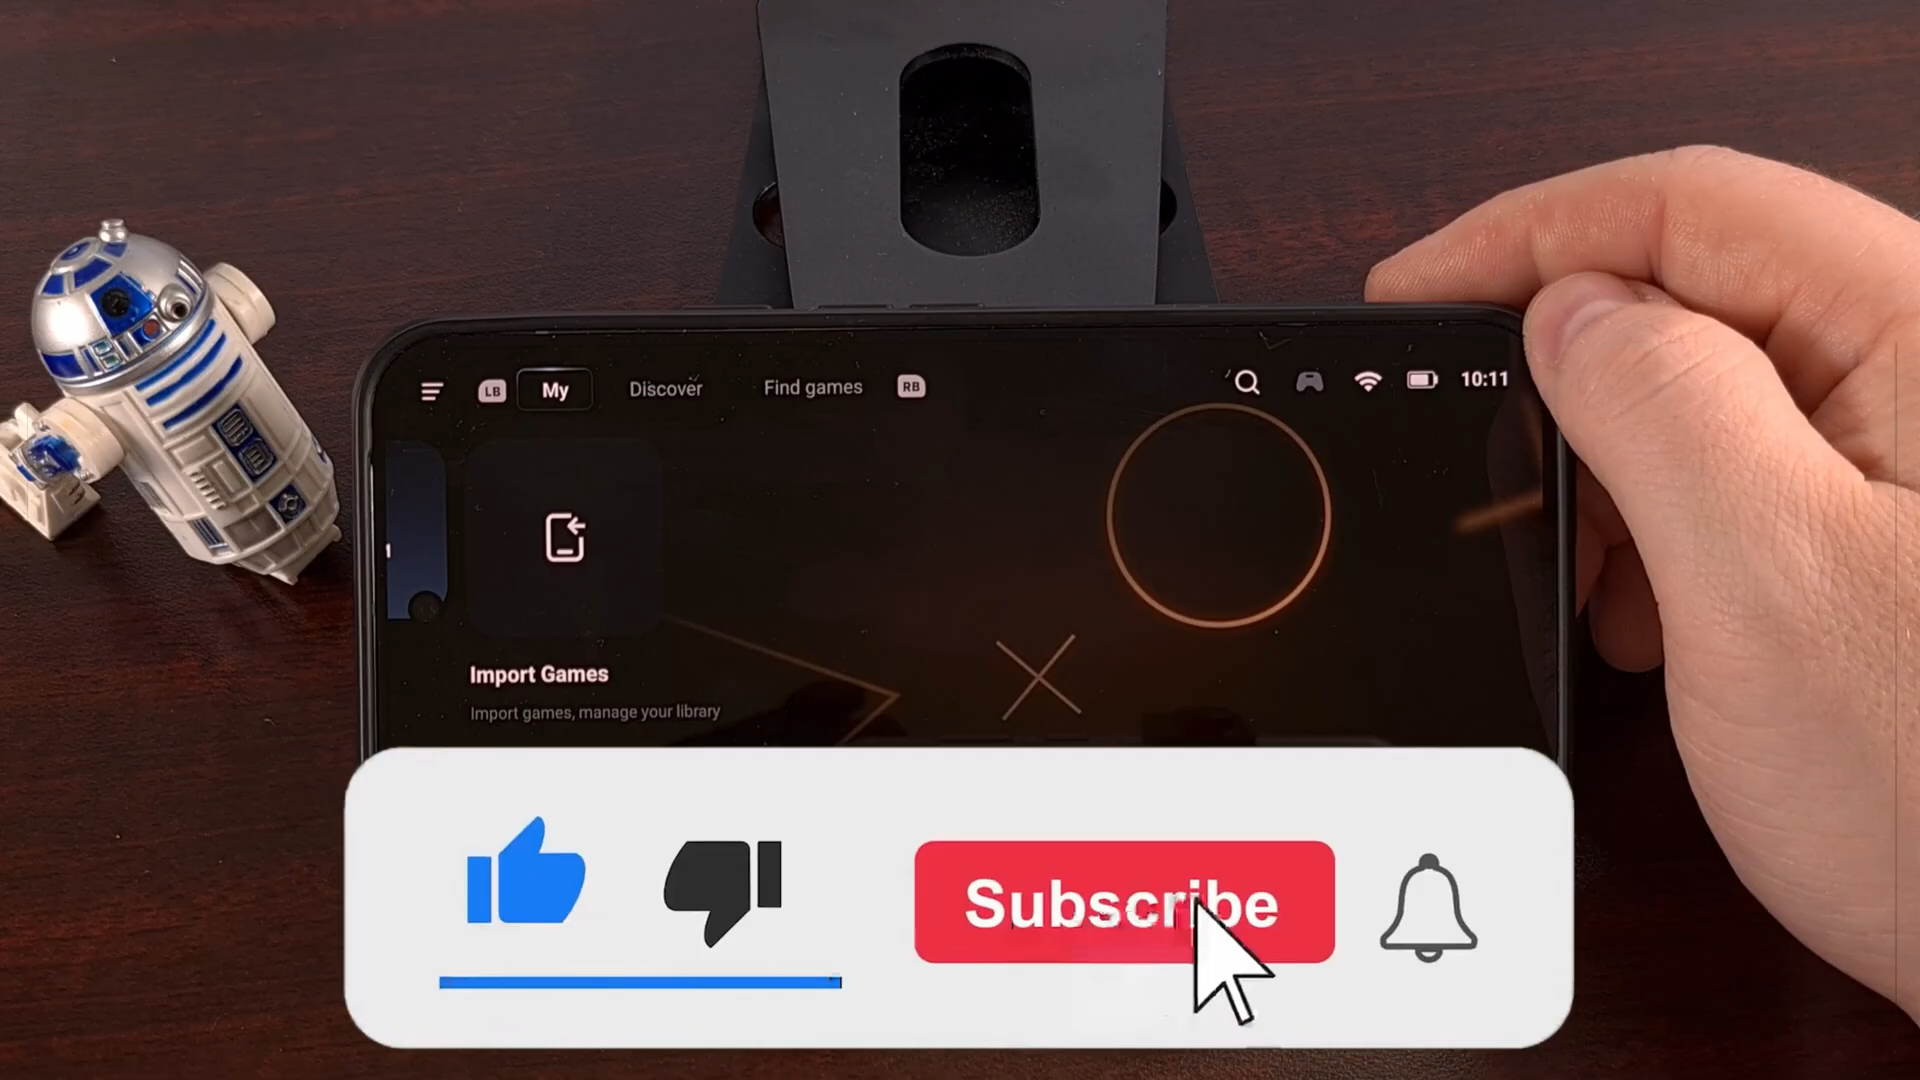 LB My Discover Find games RB 10:11
Import Games
Import games, manage your library
Subscribe